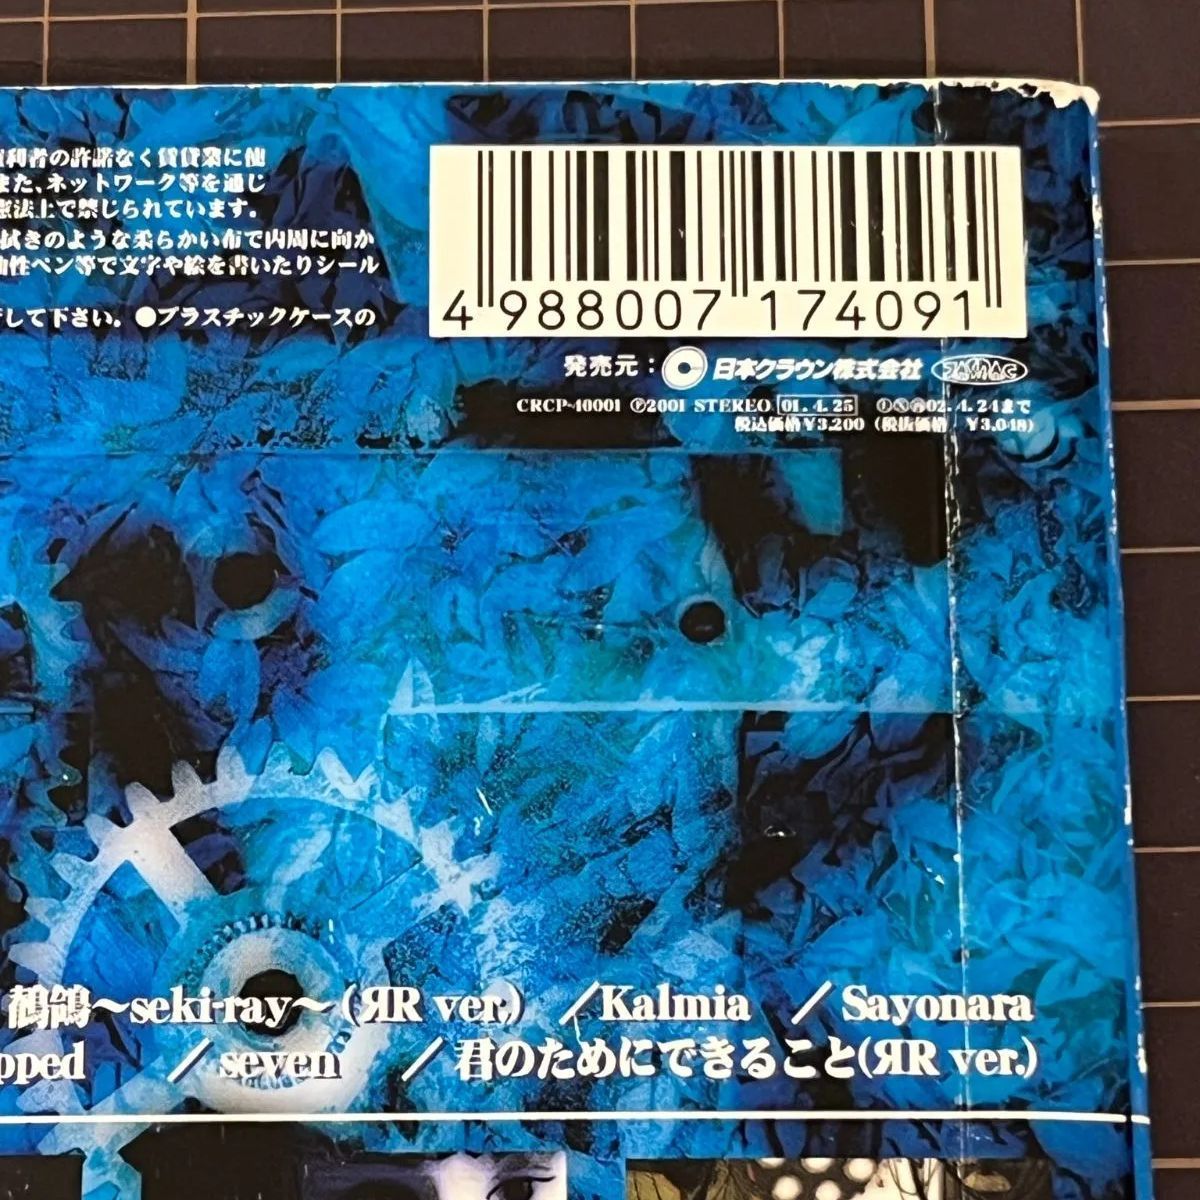 利者の許諾なく賃貸業に使
また、ネットワーク等を通じ
憲法上で禁じられています。
拭きのような柔らかい布で内周に向か
油性ペン等で文字や絵を書いたりシール
して下さい。●プラスチックケースの
4 988007 174091
発売元：日本クラウン株式会社
CRCP-40001 Ⓟ2001 STEREO 01.4.25 02.4.24まで
税込価格¥3,200 (税抜価格 ¥3,048)
鶺鴒〜seki-ray〜(ЯR ver.) /Kalmia / Sayonara
pped / seven / 君のためにできること(ЯR ver.)